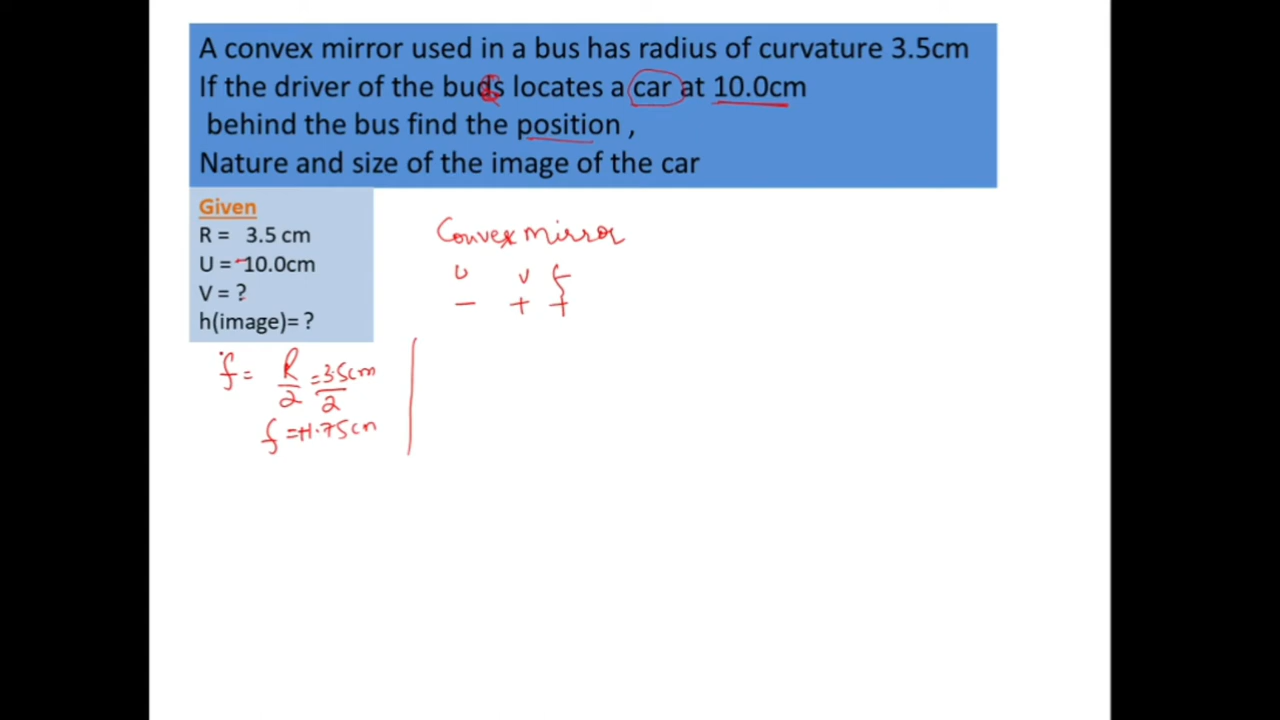 A convex mirror used in a bus has radius of curvature 3.5cm
If the driver of the buds locates a car at 10.0cm
behind the bus find the position ,
Nature and size of the image of the car
Given
R = 3.5 cm
U = -10.0cm
V = ?
h(image)= ?
Convex mirror
u v f
- + +
f = R/2 = 3.5cm/2
f = +1.75cm